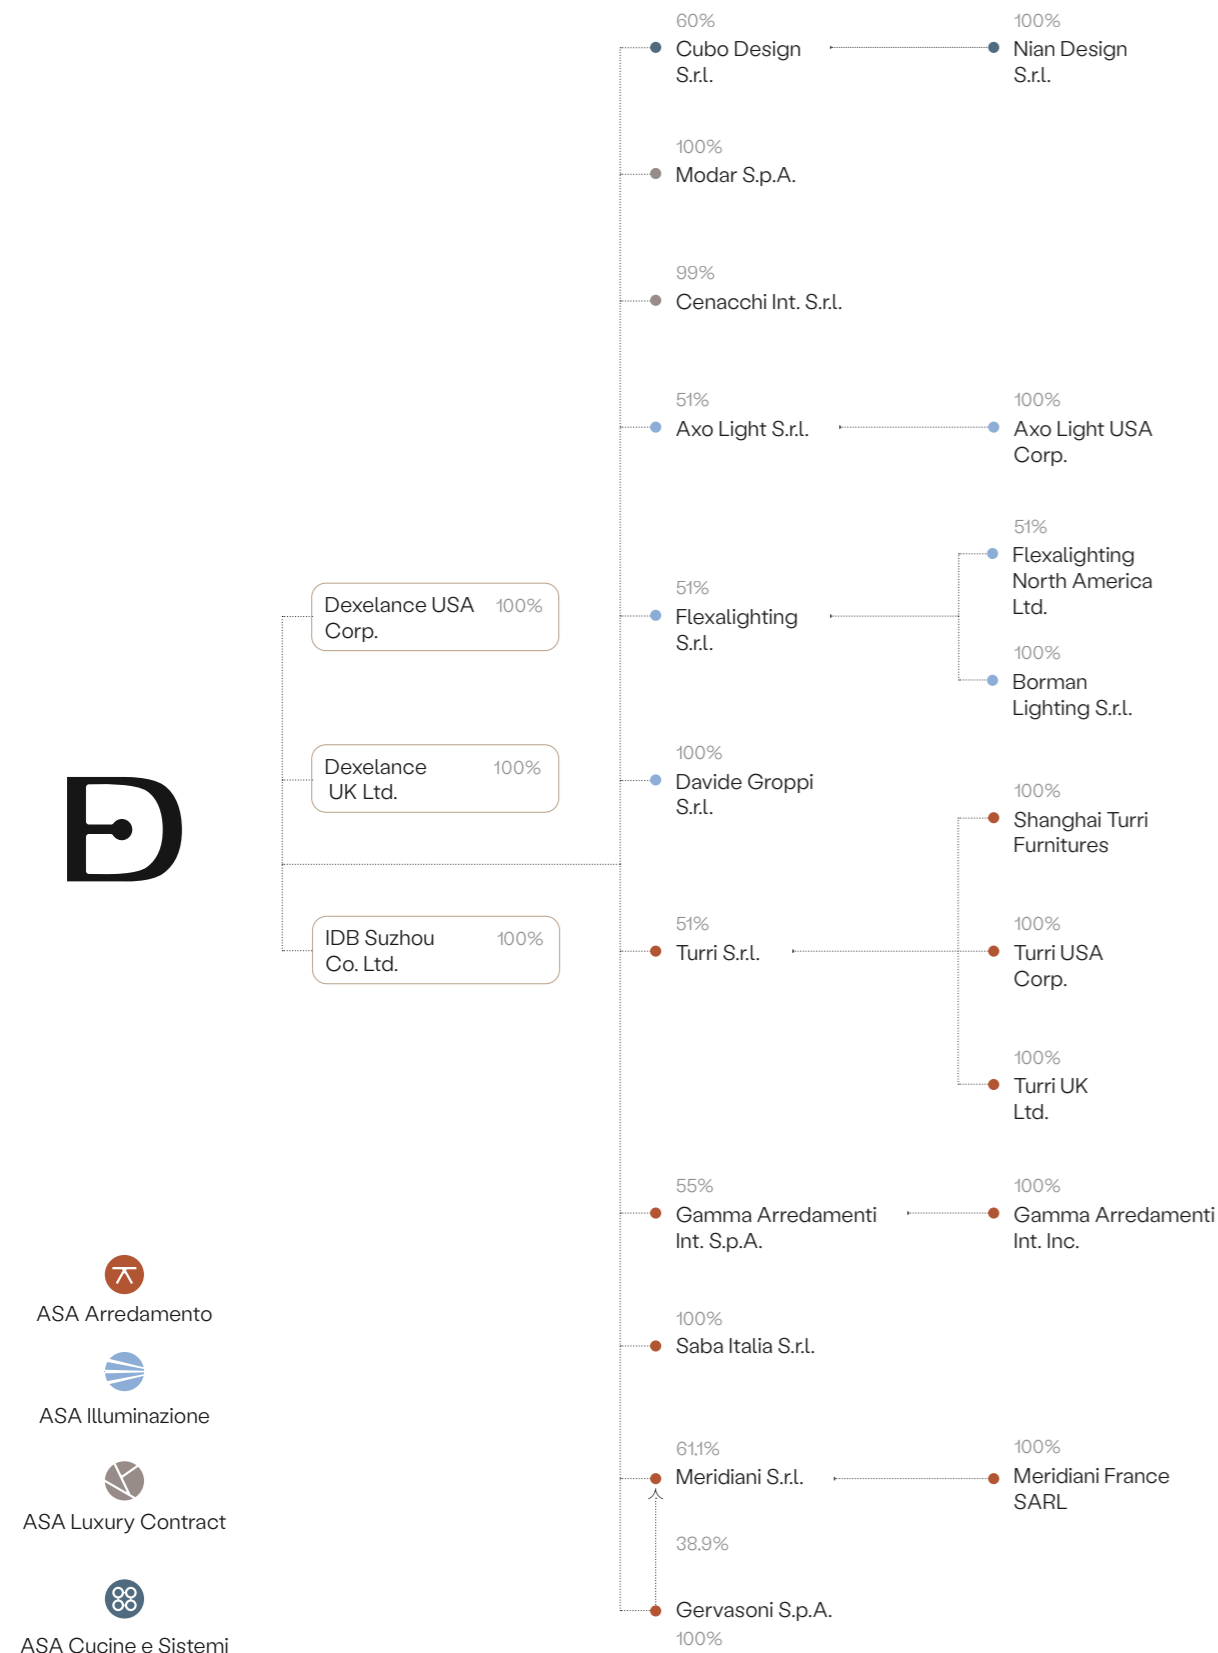 60%
Cubo Design
S.r.l.
100%
Nian Design
S.r.l.
100%
Modar S.p.A.
99%
Cenacchi Int. S.r.l.
51%
Axo Light S.r.l.
100%
Axo Light USA
Corp.
51%
Flexalighting
S.r.l.
51%
Flexalighting
North America
Ltd.
100%
Borman
Lighting S.r.l.
Dexelance USA 100%
Corp.
Dexelance 100%
UK Ltd.
IDB Suzhou 100%
Co. Ltd.
100%
Davide Groppi
S.r.l.
51%
Turri S.r.l.
100%
Shanghai Turri
Furnitures
100%
Turri USA
Corp.
100%
Turri UK
Ltd.
55%
Gamma Arredamenti
Int. S.p.A.
100%
Gamma Arredamenti
Int. Inc.
100%
Saba Italia S.r.l.
61.1%
Meridiani S.r.l.
100%
Meridiani France
SARL
38.9%
Gervasoni S.p.A.
100%
ASA Arredamento
ASA Illuminazione
ASA Luxury Contract
ASA Cucine e Sistemi